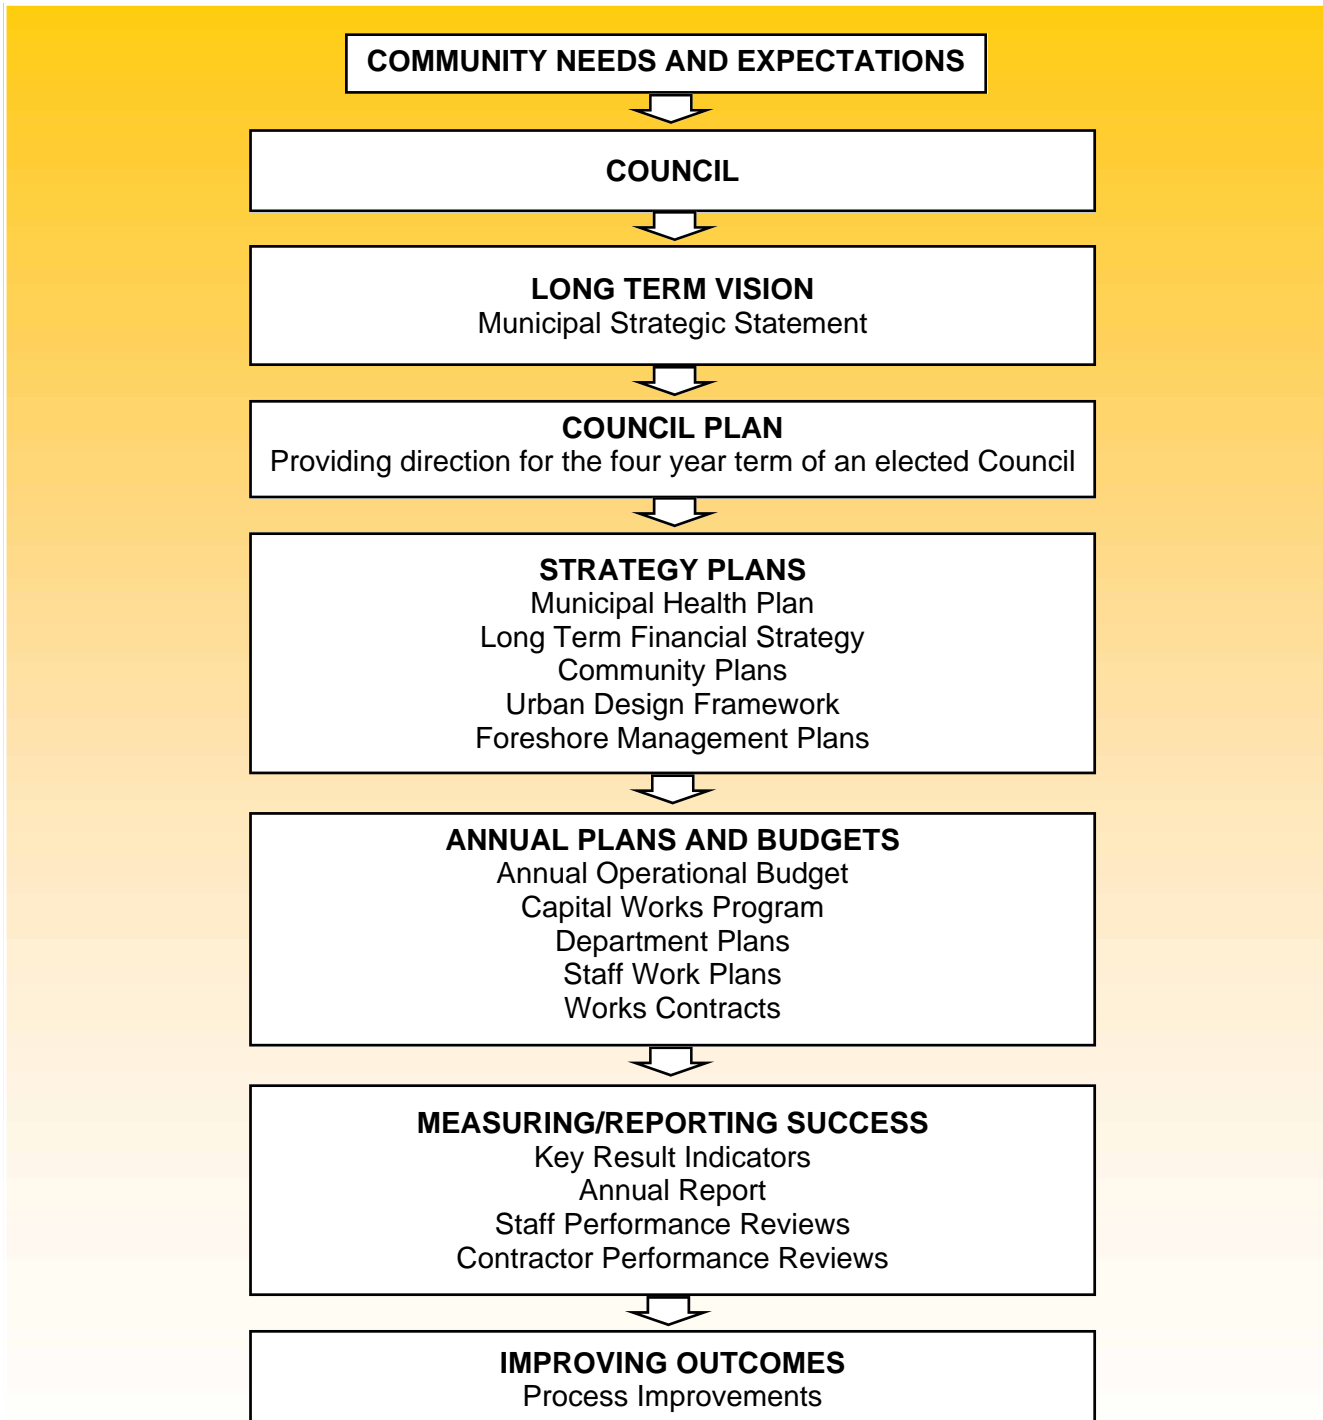 COMMUNITY NEEDS AND EXPECTATIONS
COUNCIL
LONG TERM VISION
Municipal Strategic Statement
COUNCIL PLAN
Providing direction for the four year term of an elected Council
STRATEGY PLANS
Municipal Health Plan
Long Term Financial Strategy
Community Plans
Urban Design Framework
Foreshore Management Plans
ANNUAL PLANS AND BUDGETS
Annual Operational Budget
Capital Works Program
Department Plans
Staff Work Plans
Works Contracts
MEASURING/REPORTING SUCCESS
Key Result Indicators
Annual Report
Staff Performance Reviews
Contractor Performance Reviews
IMPROVING OUTCOMES
Process Improvements